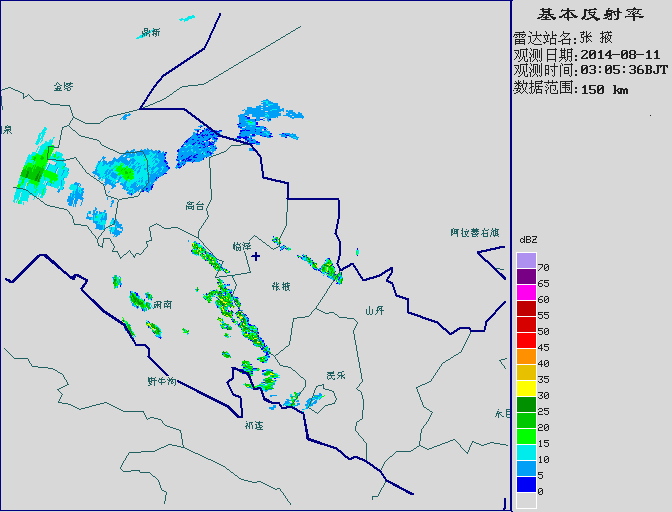 基本反射率
雷达站名:张 掖
观测日期:2014-08-11
观测时间:03:05:36BJT
数据范围:150 km
鼎新
金塔
泉
高台
临泽
阿拉善右旗
张掖
山丹
肃南
民乐
野牛沟
祁连
永昌
dBZ
70
65
60
55
50
45
40
35
30
25
20
15
10
5
0